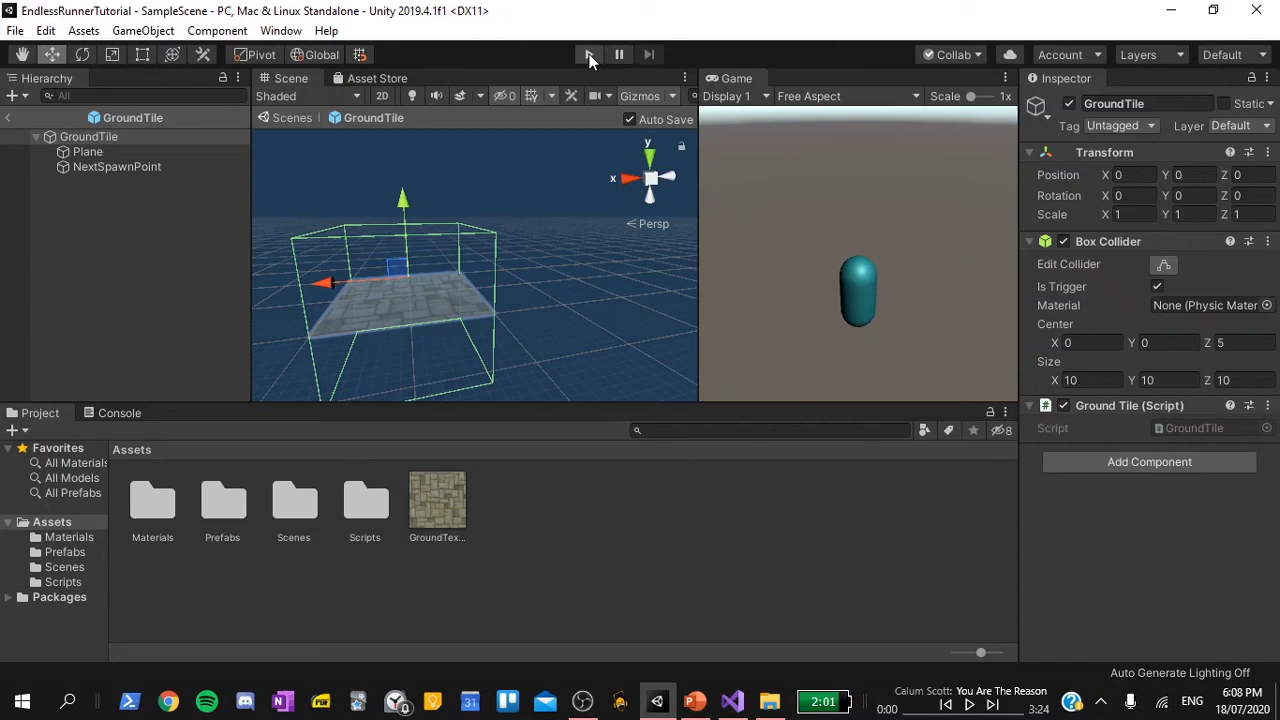 EndlessRunnerTutorial - SampleScene - PC, Mac & Linux Standalone - Unity 2019.4.1f1 <DX11>
File Edit Assets GameObject Component Window Help
Pivot Global Collab Account Layers Default
Hierarchy
All
GroundTile
GroundTile
Plane
NextSpawnPoint
Scene Asset Store
Shaded 2D 0 Gizmos
Scenes GroundTile Auto Save
y
x
Persp
Game
Display 1 Free Aspect Scale 1x
Inspector
GroundTile Static
Tag Untagged Layer Default
Transform
Position X 0 Y 0 Z 0
Rotation X 0 Y 0 Z 0
Scale X 1 Y 1 Z 1
Box Collider
Edit Collider
Is Trigger
Material None (Physic Mater
Center
X 0 Y 0 Z 5
Size
X 10 Y 10 Z 10
Ground Tile (Script)
Script GroundTile
Add Component
Project Console
8
Favorites
All Materials
All Models
All Prefabs
Assets
Materials
Prefabs
Scenes
Scripts
Packages
Assets
Materials Prefabs Scenes Scripts GroundTex...
Auto Generate Lighting Off
31
0
2:01
Calum Scott: You Are The Reason
0:00 3:24
ENG
6:08 PM
18/07/2020